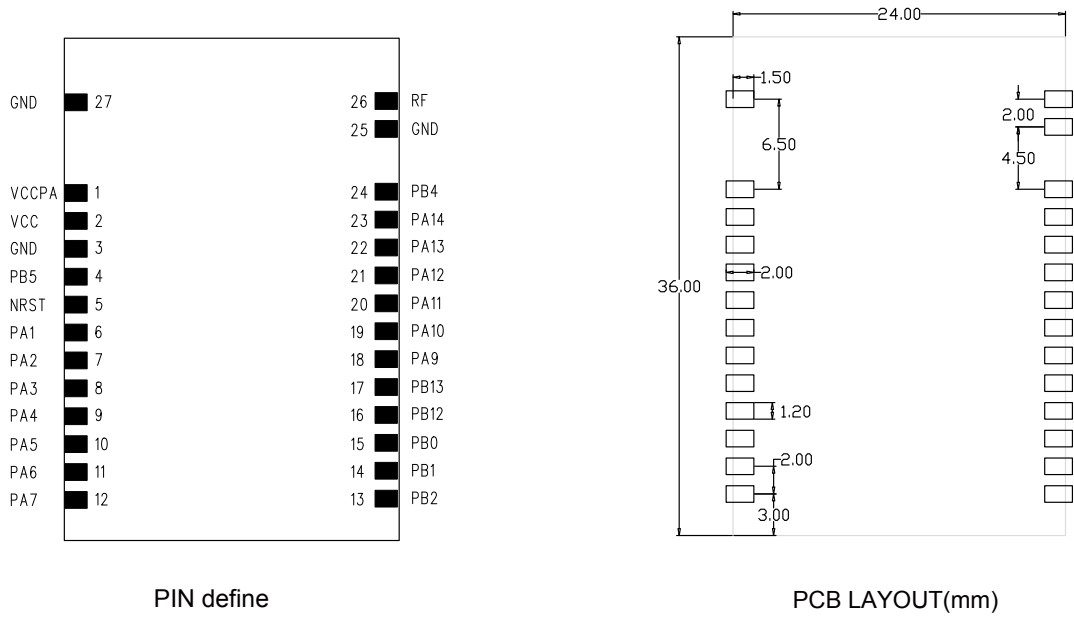 GND 27 26 RF
25 GND
VCCPA 1 24 PB4
VCC 2 23 PA14
GND 3 22 PA13
PB5 4 21 PA12
NRST 5 20 PA11
PA1 6 19 PA10
PA2 7 18 PA9
PA3 8 17 PB13
PA4 9 16 PB12
PA5 10 15 PB0
PA6 11 14 PB1
PA7 12 13 PB2
PIN define
24.00
1.50
2.00
6.50
4.50
2.00
36.00
1.20
2.00
3.00
PCB LAYOUT(mm)